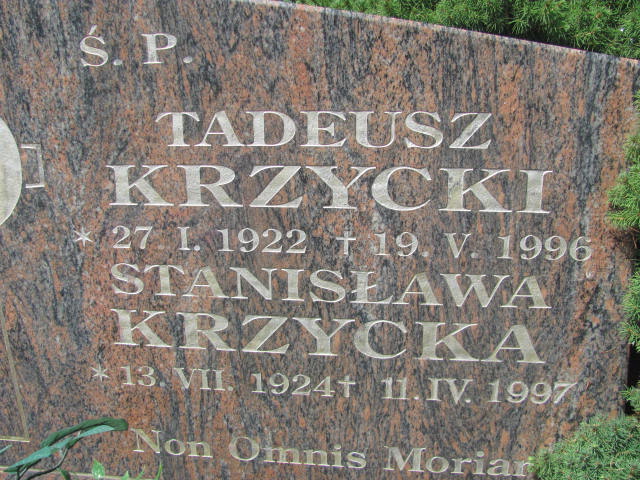 Ś. P.
TADEUSZ
KRZYCKI
* 27. I. 1922 † 19. V. 1996
STANISŁAWA
KRZYCKA
* 13. VII. 1924 † 11. IV. 1997
Non Omnis Moriar